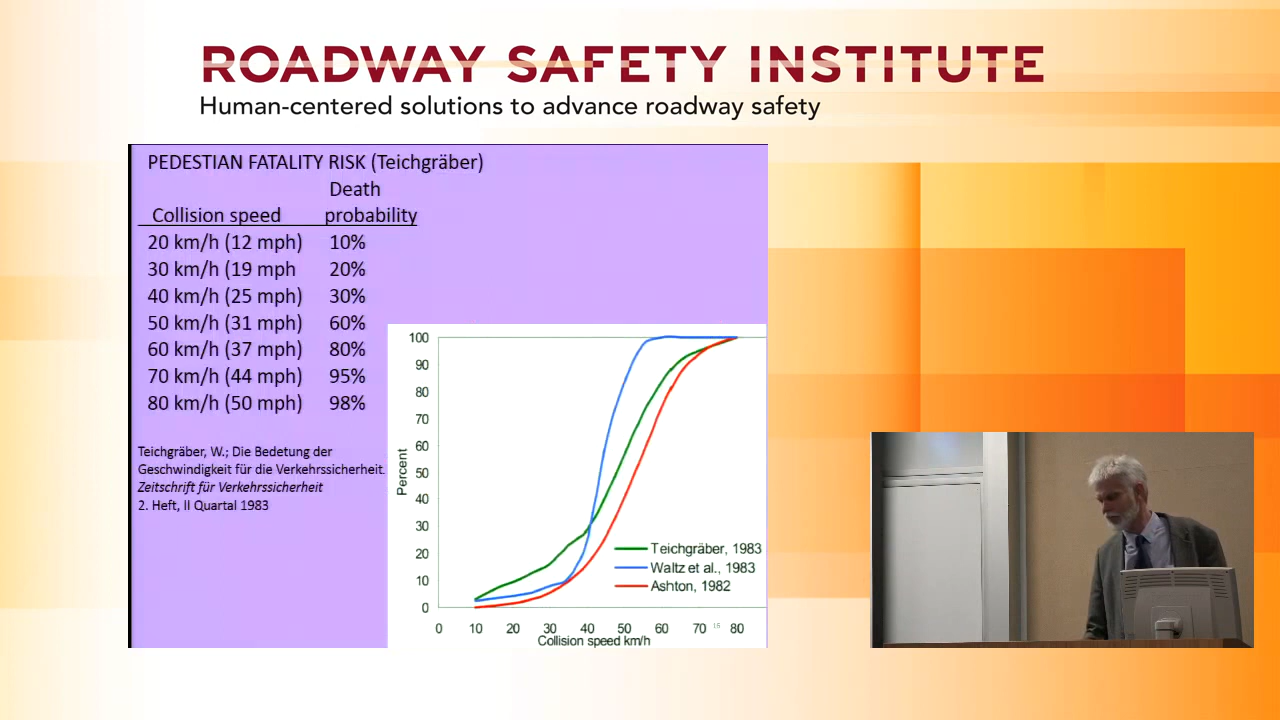 ROADWAY SAFETY INSTITUTE
Human-centered solutions to advance roadway safety
PEDESTIAN FATALITY RISK (Teichgräber)
Death
Collision speed probability
20 km/h (12 mph) 10%
30 km/h (19 mph 20%
40 km/h (25 mph) 30%
50 km/h (31 mph) 60%
60 km/h (37 mph) 80%
70 km/h (44 mph) 95%
80 km/h (50 mph) 98%
Teichgräber, W.; Die Bedetung der
Geschwindigkeit für die Verkehrssicherheit.
Zeitschrift für Verkehrssicherheit
2. Heft, II Quartal 1983
100
90
80
70
60
50
40
30
20
10
0
Percent
Teichgräber, 1983
Waltz et al., 1983
Ashton, 1982
0 10 20 30 40 50 60 70 15 80
Collision speed km/h